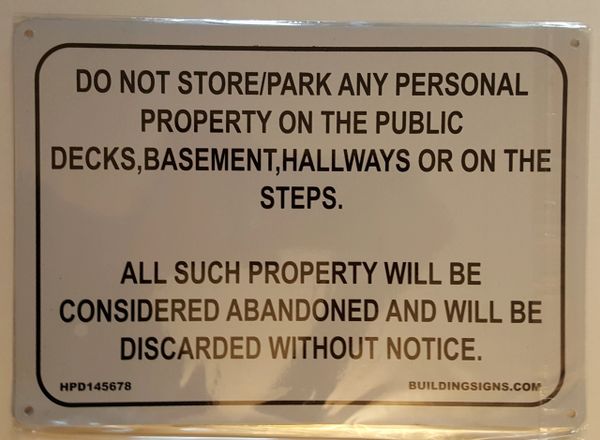 DO NOT STORE/PARK ANY PERSONAL
PROPERTY ON THE PUBLIC
DECKS,BASEMENT,HALLWAYS OR ON THE
STEPS.
ALL SUCH PROPERTY WILL BE
CONSIDERED ABANDONED AND WILL BE
DISCARDED WITHOUT NOTICE.
HPD145678 BUILDINGSIGNS.COM